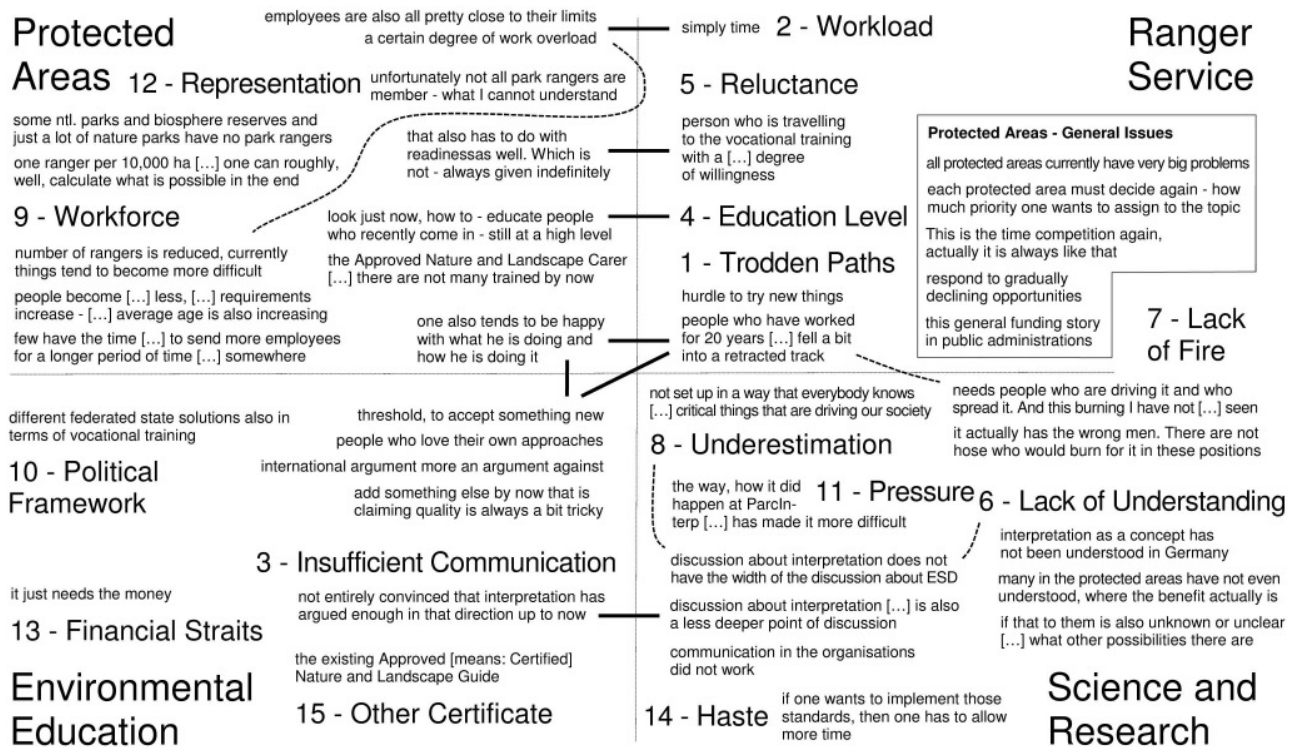 Protected
Areas
employees are also all pretty close to their limits
a certain degree of work overload
12 - Representation
unfortunately not all park rangers are
member - what I cannot understand
some ntl. parks and biosphere reserves and
just a lot of nature parks have no park rangers
one ranger per 10,000 ha [...] one can roughly,
well, calculate what is possible in the end
that also has to do with
readinessas well. Which is
not - always given indefinitely
9 - Workforce
number of rangers is reduced, currently
things tend to become more difficult
people become [...] less, [...] requirements
increase - [...] average age is also increasing
few have the time [...] to send more employees
for a longer period of time [...] somewhere
look just now, how to - educate people
who recently come in - still at a high level
the Approved Nature and Landscape Carer
[...] there are not many trained by now
one also tends to be happy
with what he is doing and
how he is doing it
simply time
2 - Workload
Ranger
Service
5 - Reluctance
person who is travelling
to the vocational training
with a [...] degree
of willingness
4 - Education Level
1 - Trodden Paths
hurdle to try new things
people who have worked
for 20 years [...] fell a bit
into a retracted track
Protected Areas - General Issues
all protected areas currently have very big problems
each protected area must decide again - how
much priority one wants to assign to the topic
This is the time competition again,
actually it is always like that
respond to gradually
declining opportunities
this general funding story
in public administrations
7 - Lack
of Fire
needs people who are driving it and who
spread it. And this burning I have not [...] seen
it actually has the wrong men. There are not
hose who would burn for it in these positions
different federated state solutions also in
terms of vocational training
10 - Political
Framework
threshold, to accept something new
people who love their own approaches
international argument more an argument against
add something else by now that is
claiming quality is always a bit tricky
3 - Insufficient Communication
not entirely convinced that interpretation has
argued enough in that direction up to now
it just needs the money
13 - Financial Straits
the existing Approved [means: Certified]
Nature and Landscape Guide
15 - Other Certificate
Environmental
Education
not set up in a way that everybody knows
[...] critical things that are driving our society
8 - Underestimation
the way, how it did
happen at ParcIn-
terp [...] has made it more difficult
11 - Pressure
6 - Lack of Understanding
interpretation as a concept has
not been understood in Germany
many in the protected areas have not even
understood, where the benefit actually is
if that to them is also unknown or unclear
[...] what other possibilities there are
discussion about interpretation does not
have the width of the discussion about ESD
discussion about interpretation [...] is also
a less deeper point of discussion
communication in the organisations
did not work
14 - Haste
if one wants to implement those
standards, then one has to allow
more time
Science and
Research